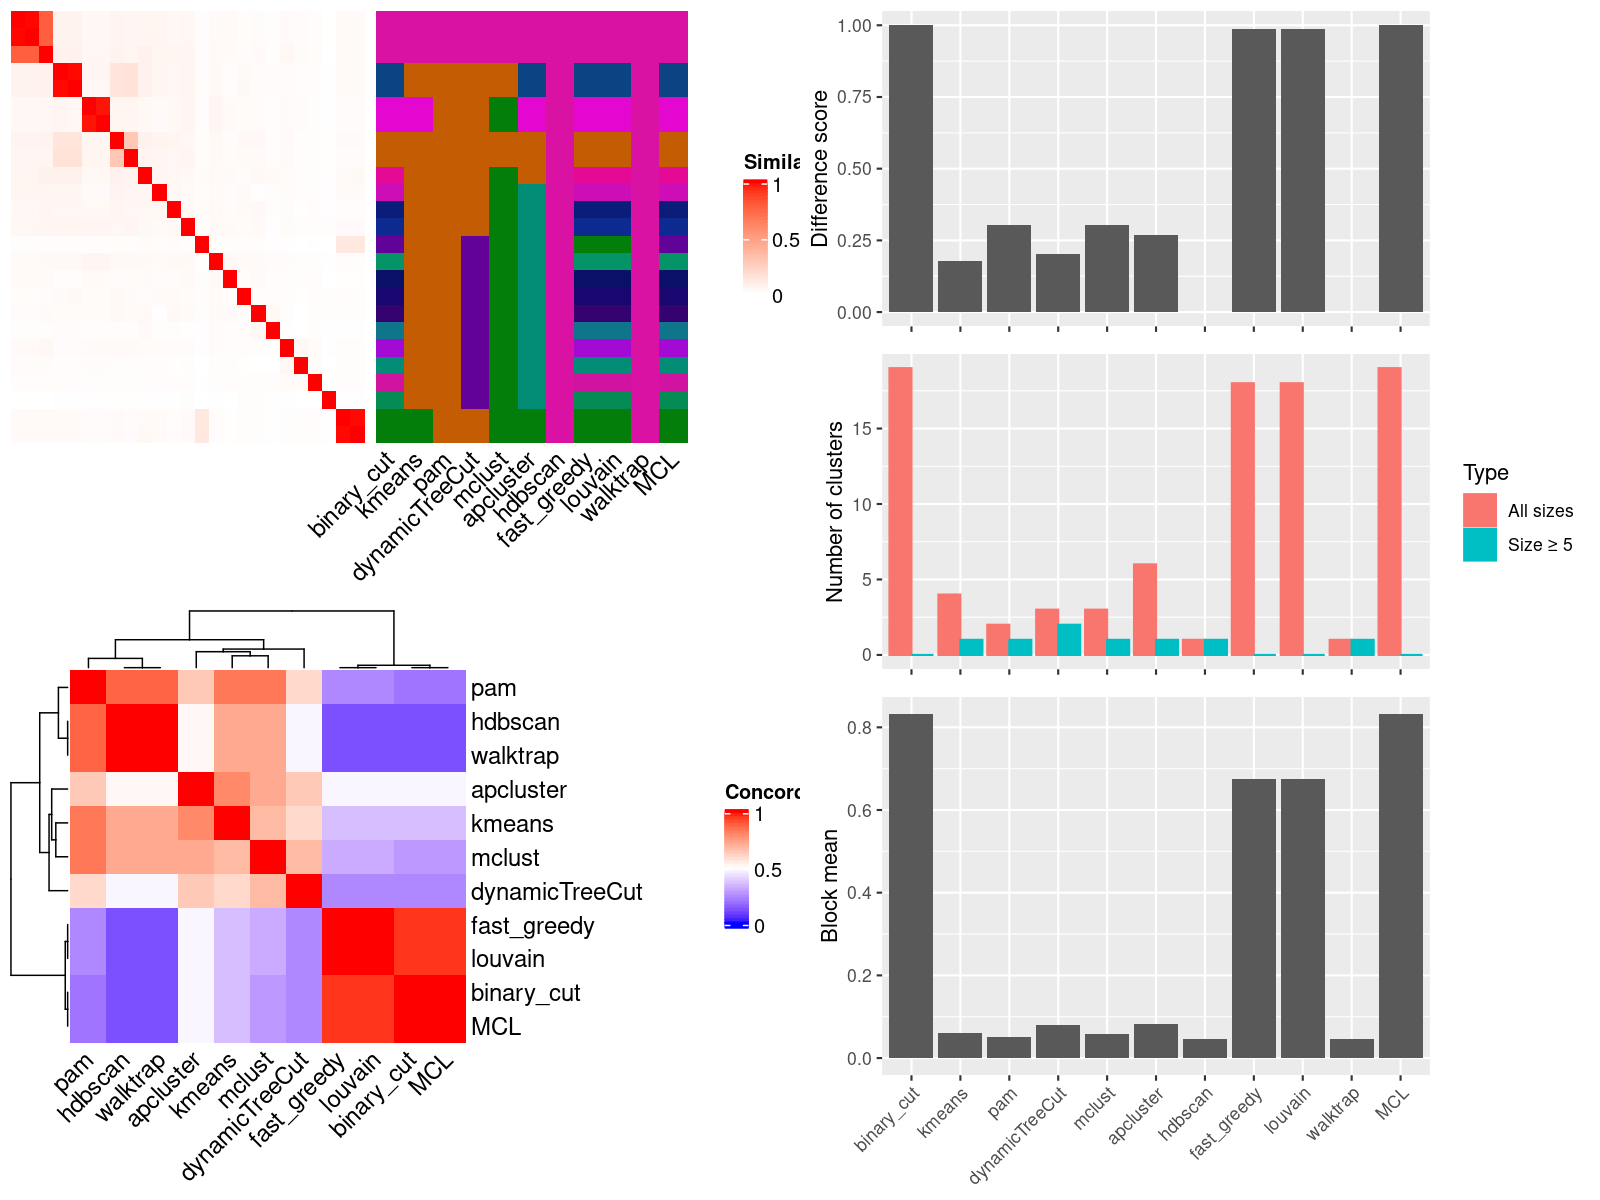 Simila
1
0.5
0
binary_cut
kmeans
pam
dynamicTreeCut
mclust
apcluster
hdbscan
fast_greedy
louvain
walktrap
MCL
Difference score
1.00
0.75
0.50
0.25
0.00
Number of clusters
15
10
5
0
Type
All sizes
Size ≥ 5
pam
hdbscan
walktrap
apcluster
kmeans
mclust
dynamicTreeCut
fast_greedy
louvain
binary_cut
MCL
pam
hdbscan
walktrap
apcluster
kmeans
mclust
dynamicTreeCut
fast_greedy
louvain
binary_cut
MCL
Concord
1
0.5
0
Block mean
0.8
0.6
0.4
0.2
0.0
binary_cut
kmeans
pam
dynamicTreeCut
mclust
apcluster
hdbscan
fast_greedy
louvain
walktrap
MCL